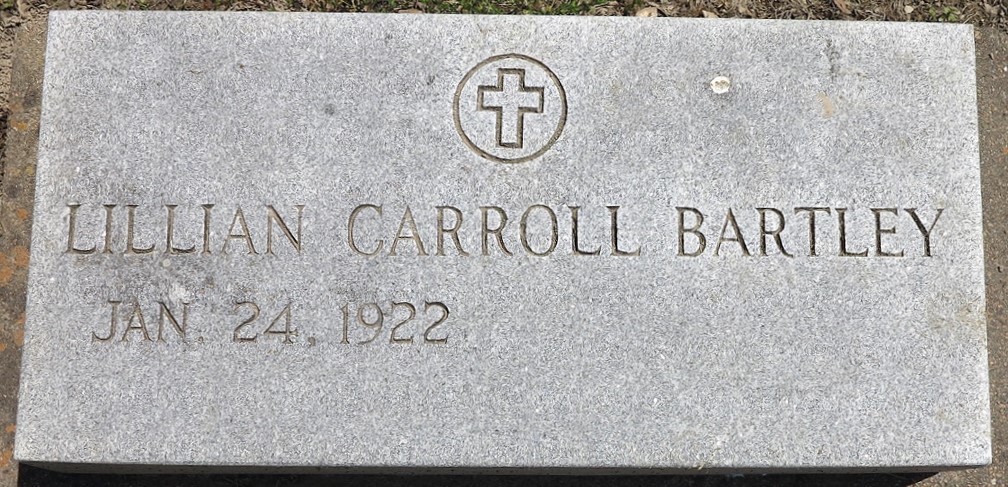 LILLIAN CARROLL BARTLEY
JAN. 24, 1922